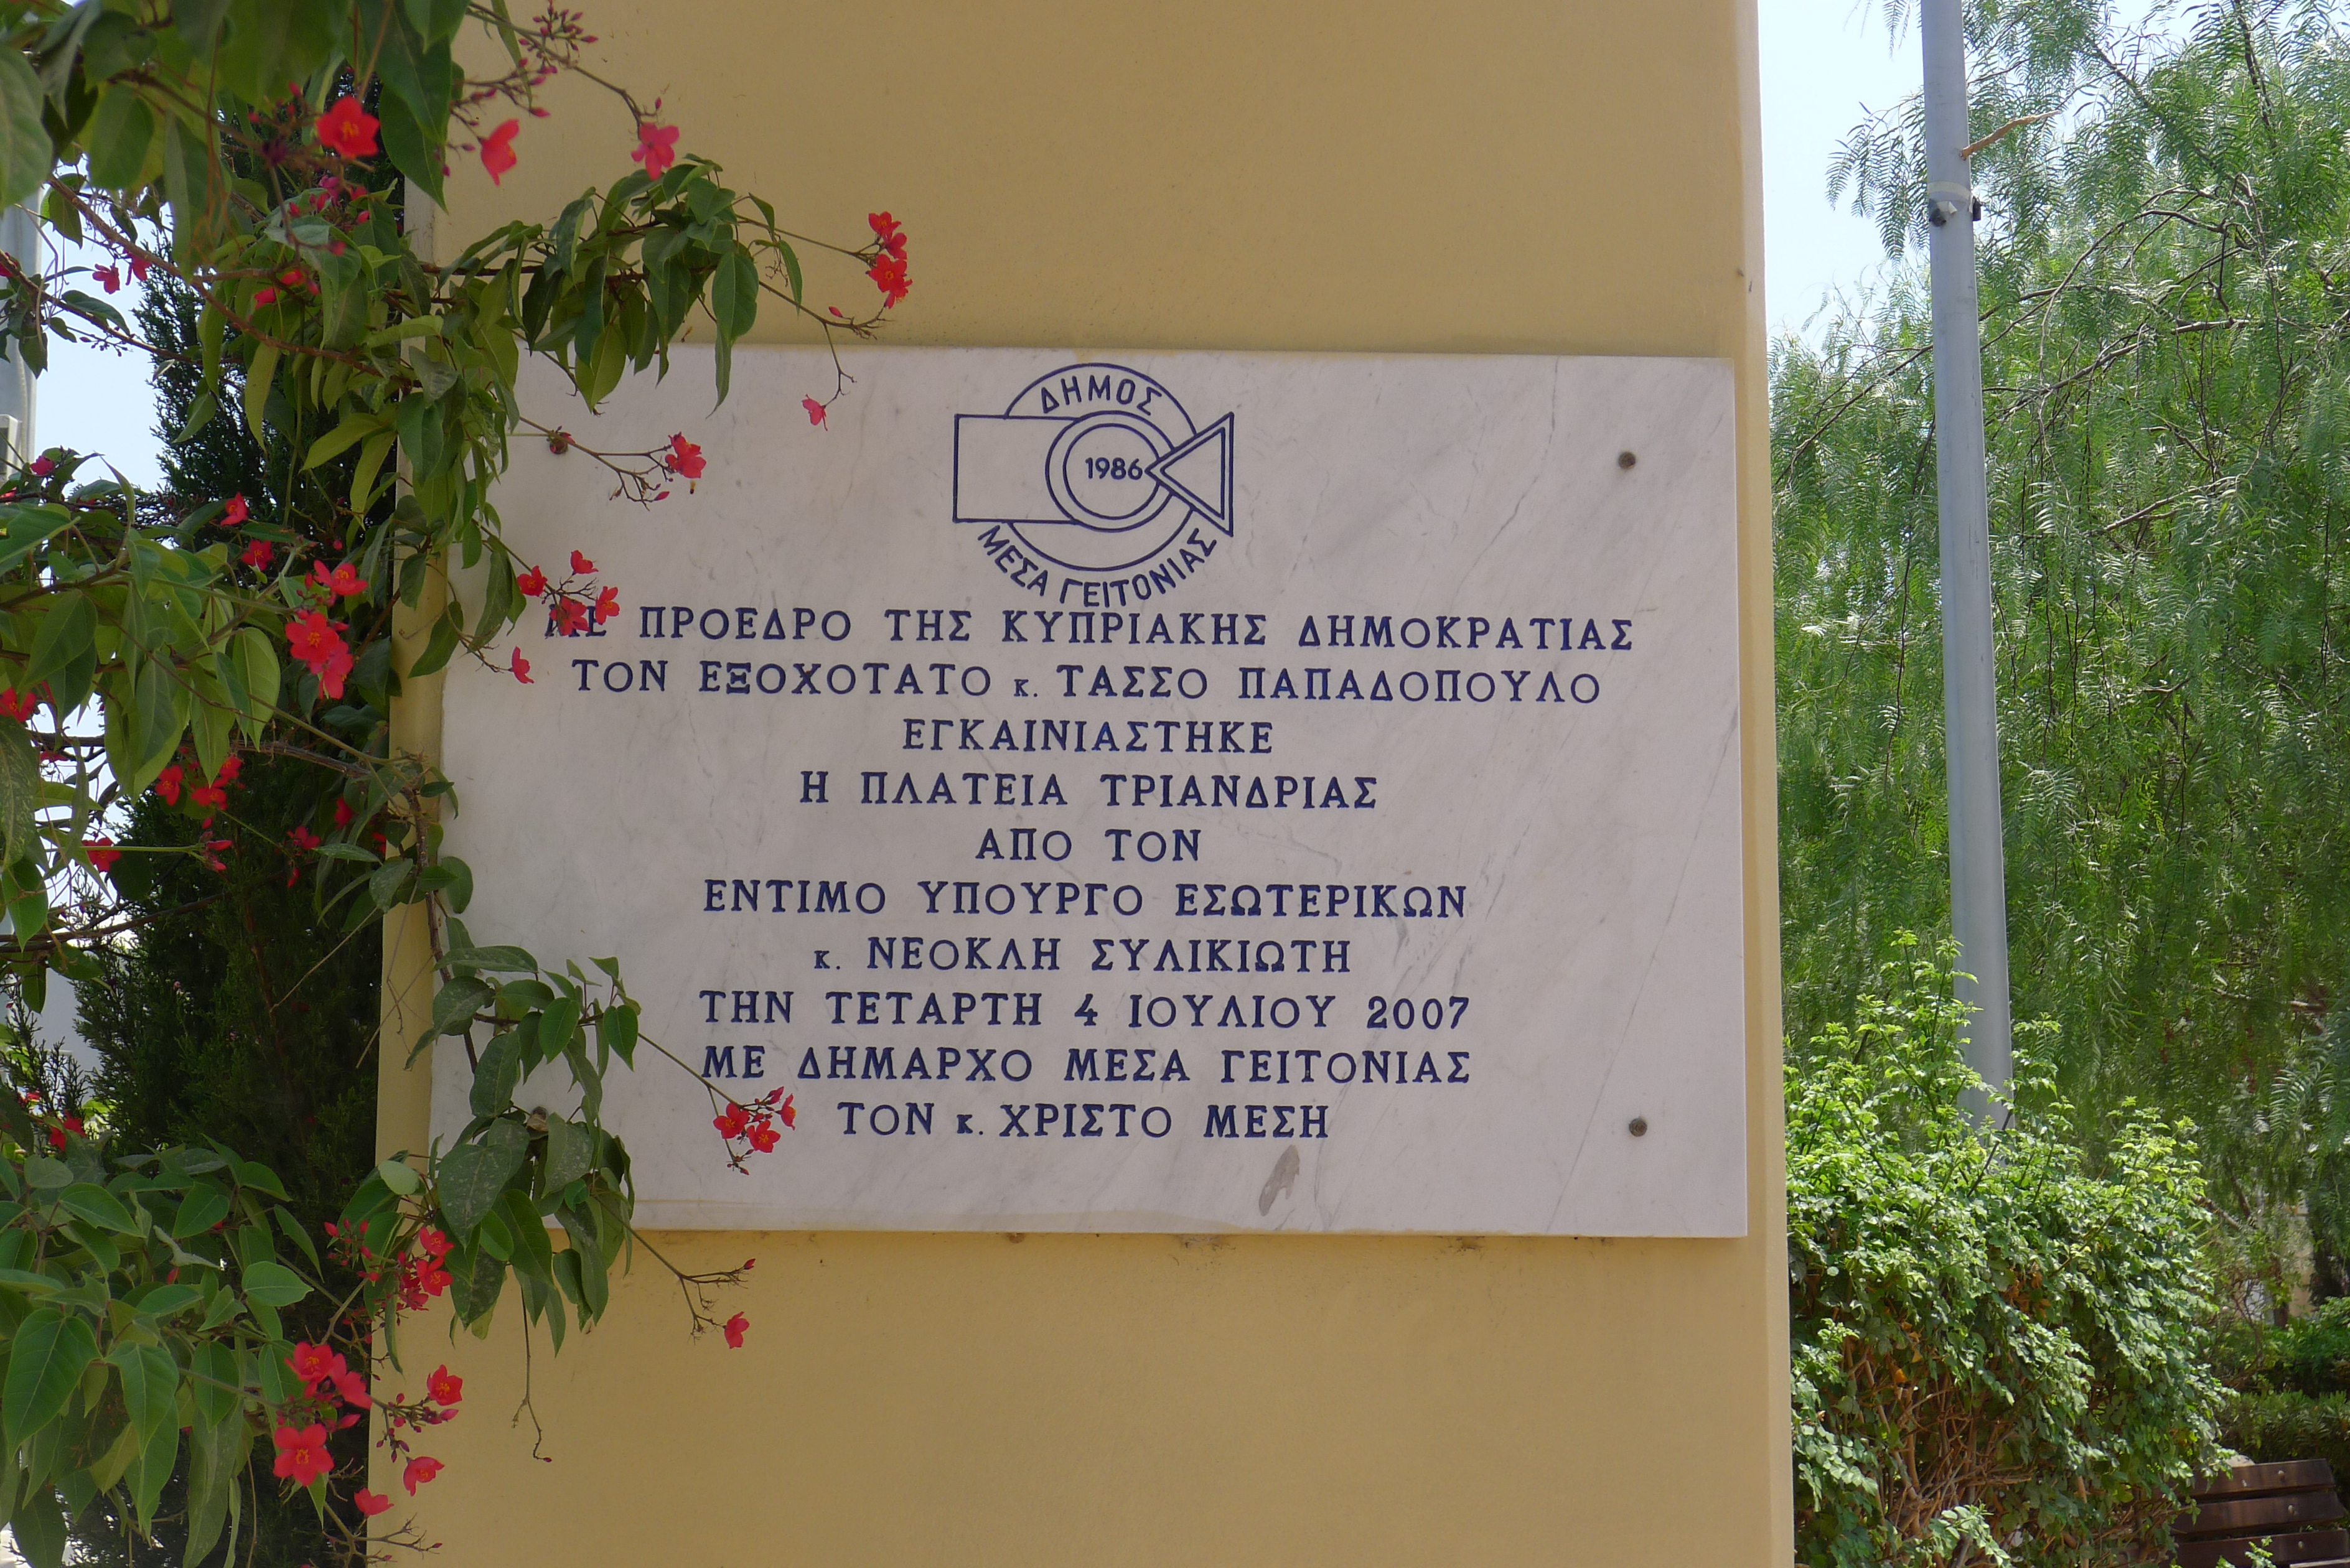 ΔΗΜΟΣ
1986
ΜΕΣΑ ΓΕΙΤΟΝΙΑΣ
ΜΕ ΠΡΟΕΔΡΟ ΤΗΣ ΚΥΠΡΙΑΚΗΣ ΔΗΜΟΚΡΑΤΙΑΣ
ΤΟΝ ΕΞΟΧΟΤΑΤΟ κ. ΤΑΣΣΟ ΠΑΠΑΔΟΠΟΥΛΟ
ΕΓΚΑΙΝΙΑΣΤΗΚΕ
Η ΠΛΑΤΕΙΑ ΤΡΙΑΝΔΡΙΑΣ
ΑΠΟ ΤΟΝ
ΕΝΤΙΜΟ ΥΠΟΥΡΓΟ ΕΣΩΤΕΡΙΚΩΝ
κ. ΝΕΟΚΛΗ ΣΥΛΙΚΙΩΤΗ
ΤΗΝ ΤΕΤΑΡΤΗ 4 ΙΟΥΛΙΟΥ 2007
ΜΕ ΔΗΜΑΡΧΟ ΜΕΣΑ ΓΕΙΤΟΝΙΑΣ
ΤΟΝ κ. ΧΡΙΣΤΟ ΜΕΣΗ